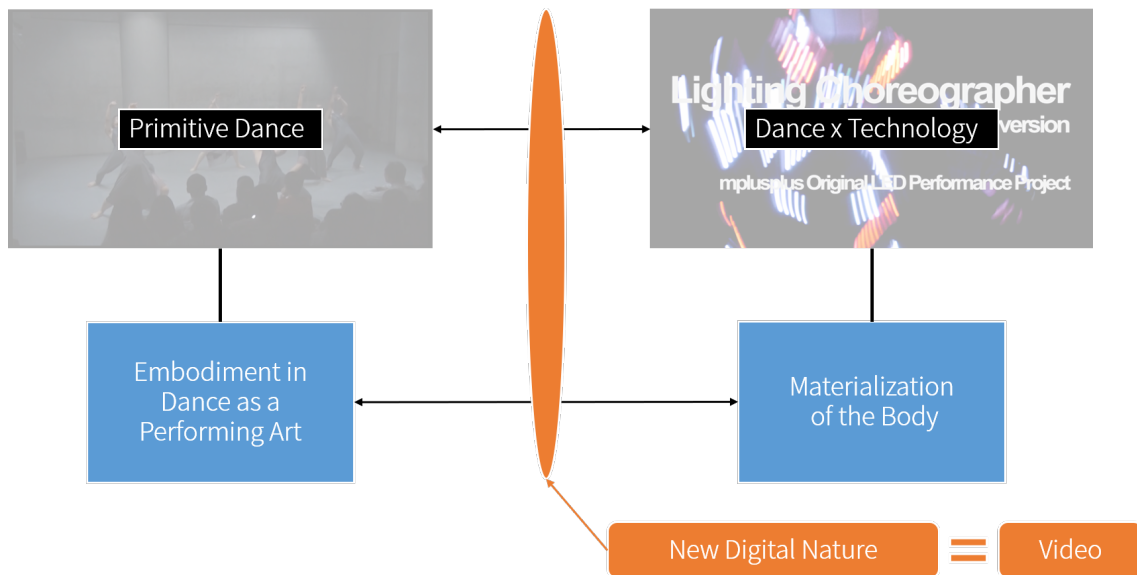 Lighting Choreographer
Primitive Dance
Dance x Technology
version
mplusplus Original LED Performance Project
Embodiment in
Dance as a
Performing Art
Materialization
of the Body
New Digital Nature
=
Video